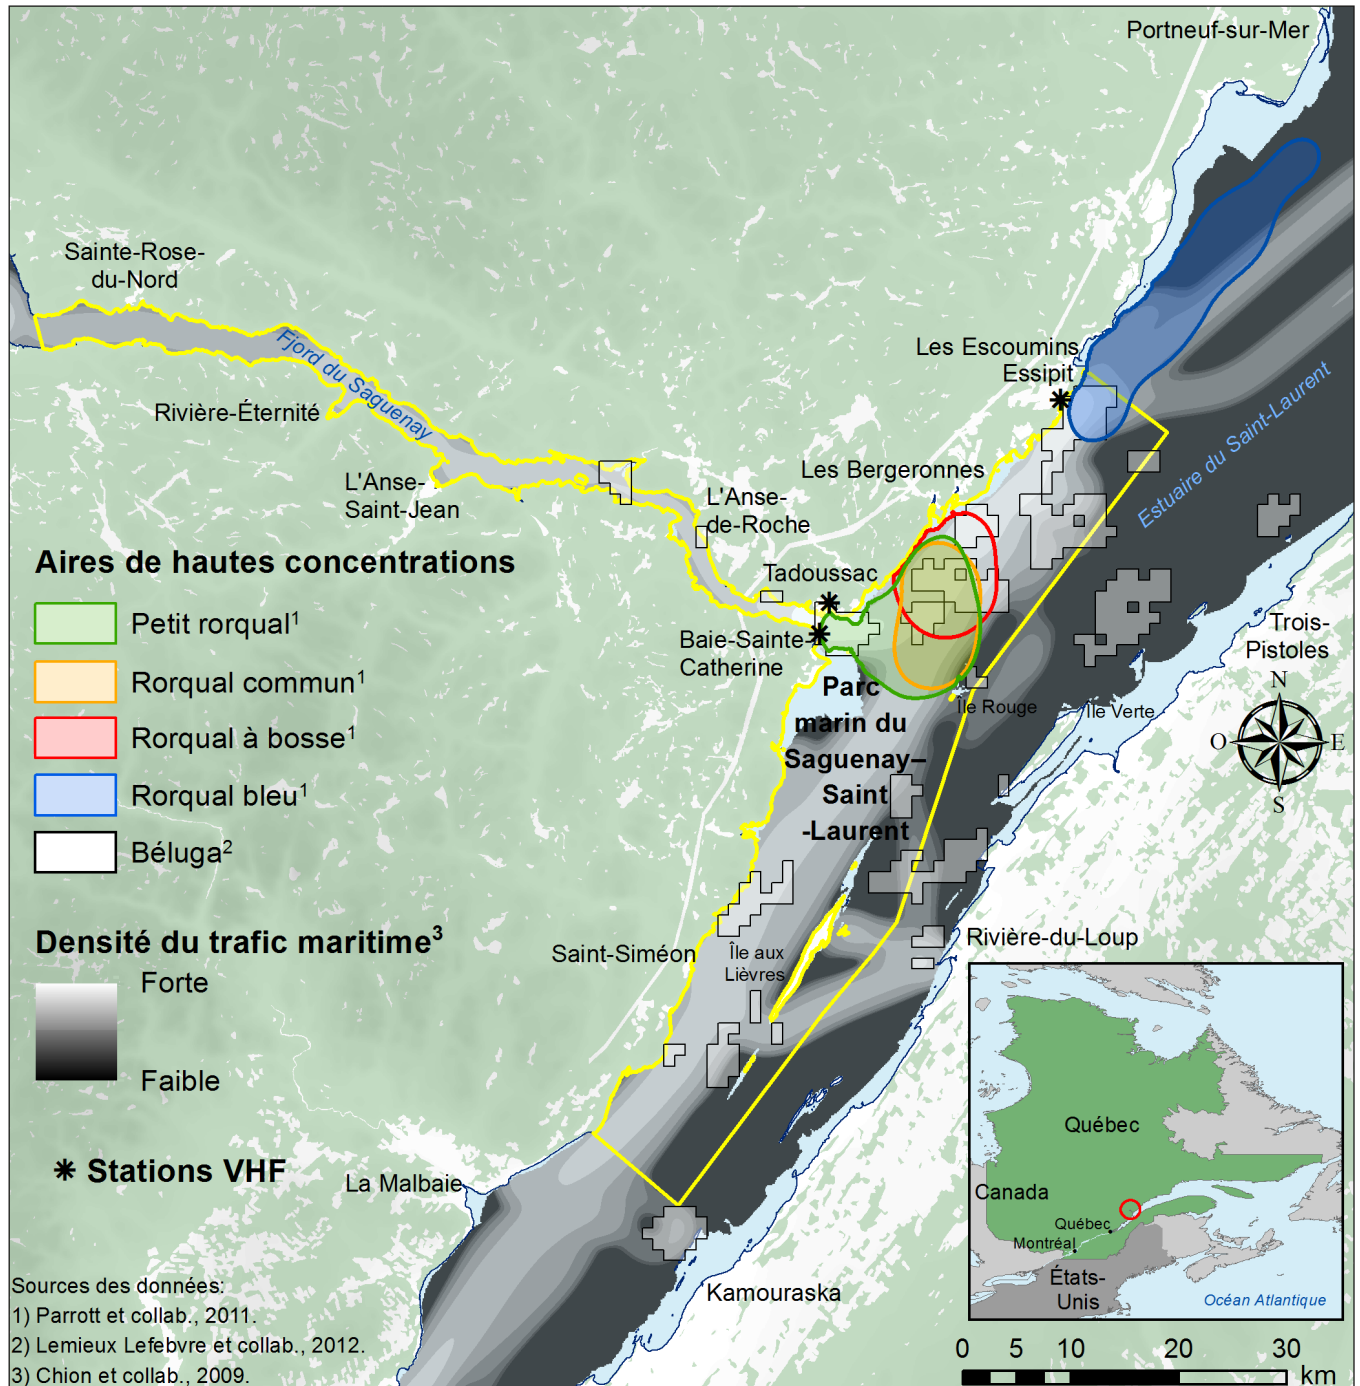 Portneuf-sur-Mer
Sainte-Rose-
du-Nord
Fjord du Saguenay
Rivière-Éternité
L'Anse-
Saint-Jean
Les Escoumins
Essipit
Estuaire du Saint-Laurent
Les Bergeronnes
L'Anse-
de-Roche
Tadoussac
Baie-Sainte-
Catherine
Trois-
Pistoles
Île Rouge
Île Verte
Parc
marin du
Saguenay–
Saint
-Laurent
N
O
E
S
Aires de hautes concentrations
Petit rorqual1
Rorqual commun1
Rorqual à bosse1
Rorqual bleu1
Béluga2
Densité du trafic maritime3
Forte
Faible
Stations VHF
Saint-Siméon
Île aux
Lièvres
Rivière-du-Loup
La Malbaie
Kamouraska
Québec
Canada
Québec
Montréal
États-
Unis
Océan Atlantique
Sources des données:
1) Parrott et collab., 2011.
2) Lemieux Lefebvre et collab., 2012.
3) Chion et collab., 2009.
0 5 10 20 30
km